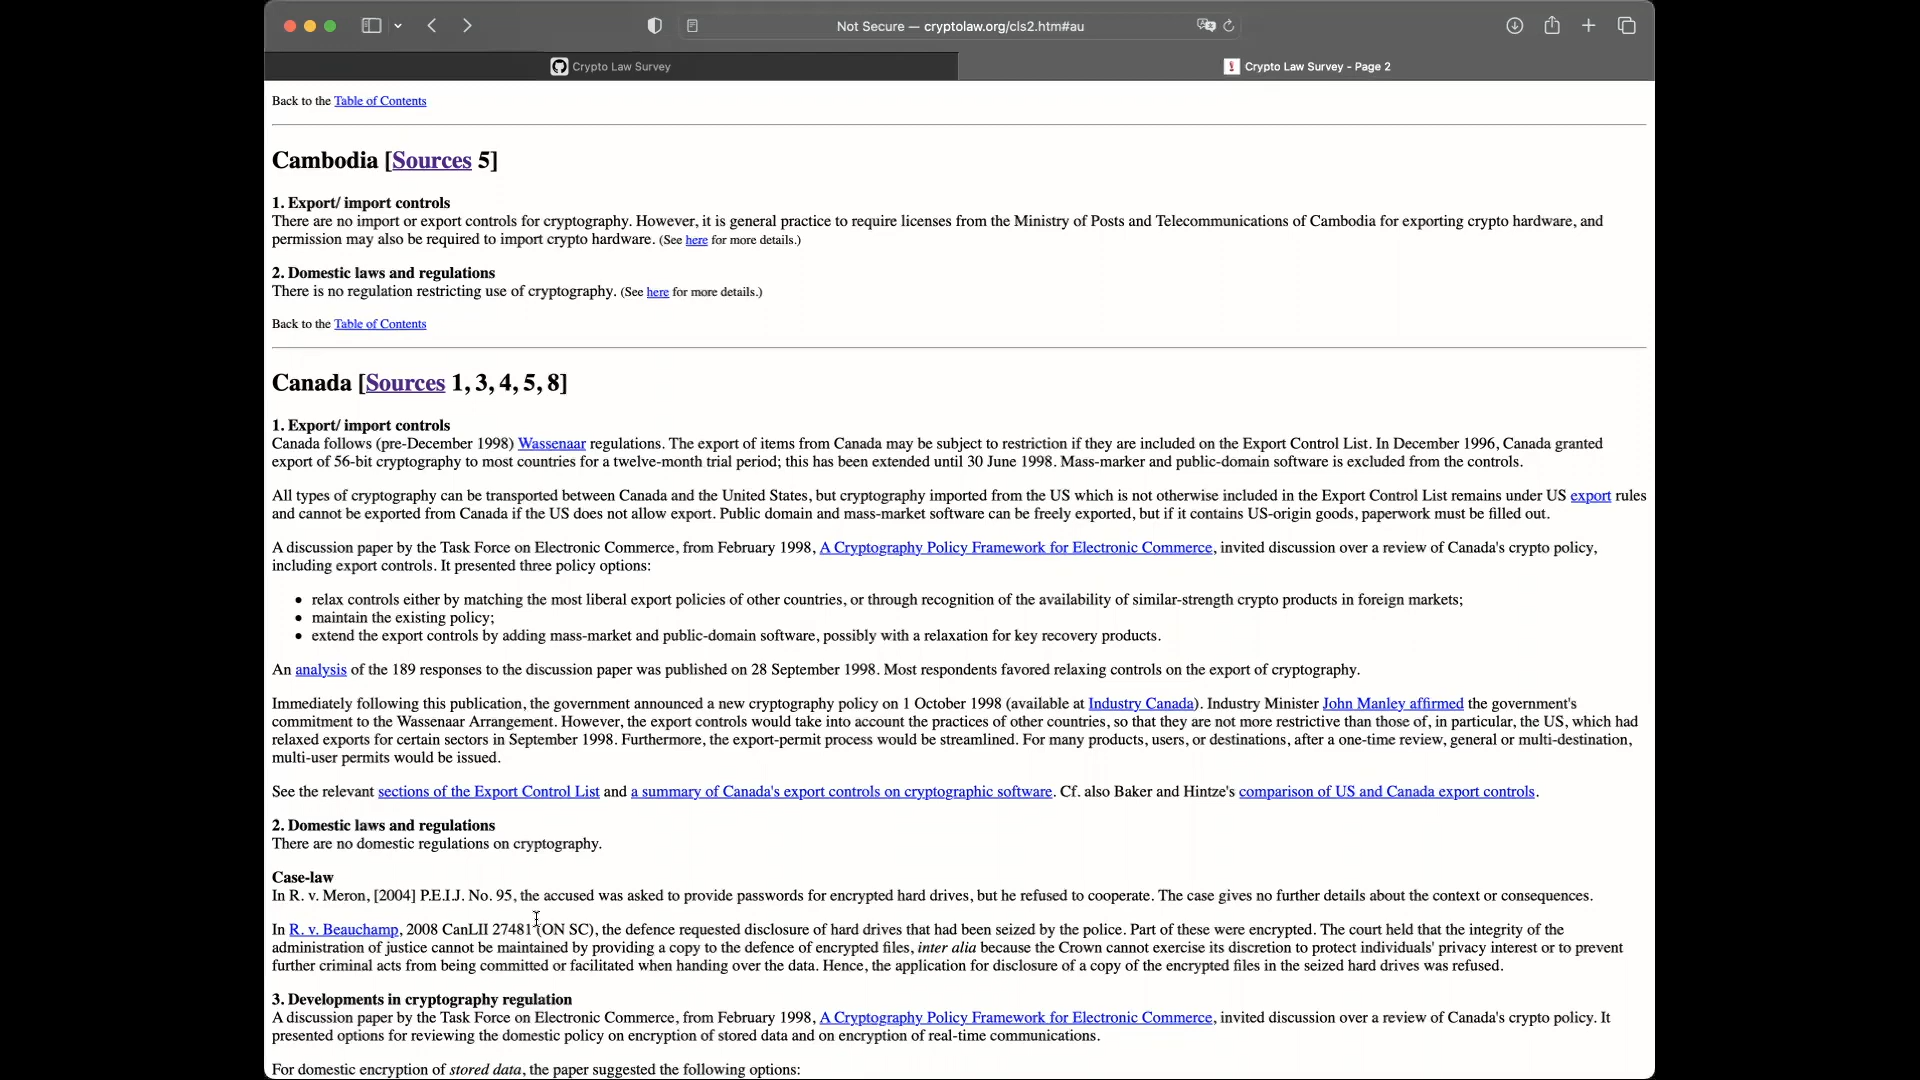 Not Secure — cryptolaw.org/cls2.htm#au
Crypto Law Survey
Crypto Law Survey - Page 2
Back to the Table of Contents
Cambodia [Sources 5]
1. Export/ import controls
There are no import or export controls for cryptography. However, it is general practice to require licenses from the Ministry of Posts and Telecommunications of Cambodia for exporting crypto hardware, and
permission may also be required to import crypto hardware. (See here for more details.)
2. Domestic laws and regulations
There is no regulation restricting use of cryptography. (See here for more details.)
Back to the Table of Contents
Canada [Sources 1, 3, 4, 5, 8]
1. Export/ import controls
Canada follows (pre-December 1998) Wassenaar regulations. The export of items from Canada may be subject to restriction if they are included on the Export Control List. In December 1996, Canada granted
export of 56-bit cryptography to most countries for a twelve-month trial period; this has been extended until 30 June 1998. Mass-marker and public-domain software is excluded from the controls.
All types of cryptography can be transported between Canada and the United States, but cryptography imported from the US which is not otherwise included in the Export Control List remains under US export rules
and cannot be exported from Canada if the US does not allow export. Public domain and mass-market software can be freely exported, but if it contains US-origin goods, paperwork must be filled out.
A discussion paper by the Task Force on Electronic Commerce, from February 1998, A Cryptography Policy Framework for Electronic Commerce, invited discussion over a review of Canada's crypto policy,
including export controls. It presented three policy options:
• relax controls either by matching the most liberal export policies of other countries, or through recognition of the availability of similar-strength crypto products in foreign markets;
• maintain the existing policy;
• extend the export controls by adding mass-market and public-domain software, possibly with a relaxation for key recovery products.
An analysis of the 189 responses to the discussion paper was published on 28 September 1998. Most respondents favored relaxing controls on the export of cryptography.
Immediately following this publication, the government announced a new cryptography policy on 1 October 1998 (available at Industry Canada). Industry Minister John Manley affirmed the government's
commitment to the Wassenaar Arrangement. However, the export controls would take into account the practices of other countries, so that they are not more restrictive than those of, in particular, the US, which had
relaxed exports for certain sectors in September 1998. Furthermore, the export-permit process would be streamlined. For many products, users, or destinations, after a one-time review, general or multi-destination,
multi-user permits would be issued.
See the relevant sections of the Export Control List and a summary of Canada's export controls on cryptographic software. Cf. also Baker and Hintze's comparison of US and Canada export controls.
2. Domestic laws and regulations
There are no domestic regulations on cryptography.
Case-law
In R. v. Meron, [2004] P.E.I.J. No. 95, the accused was asked to provide passwords for encrypted hard drives, but he refused to cooperate. The case gives no further details about the context or consequences.
In R. v. Beauchamp, 2008 CanLII 27481 (ON SC), the defence requested disclosure of hard drives that had been seized by the police. Part of these were encrypted. The court held that the integrity of the
administration of justice cannot be maintained by providing a copy to the defence of encrypted files, inter alia because the Crown cannot exercise its discretion to protect individuals' privacy interest or to prevent
further criminal acts from being committed or facilitated when handing over the data. Hence, the application for disclosure of a copy of the encrypted files in the seized hard drives was refused.
3. Developments in cryptography regulation
A discussion paper by the Task Force on Electronic Commerce, from February 1998, A Cryptography Policy Framework for Electronic Commerce, invited discussion over a review of Canada's crypto policy. It
presented options for reviewing the domestic policy on encryption of stored data and on encryption of real-time communications.
For domestic encryption of stored data, the paper suggested the following options: